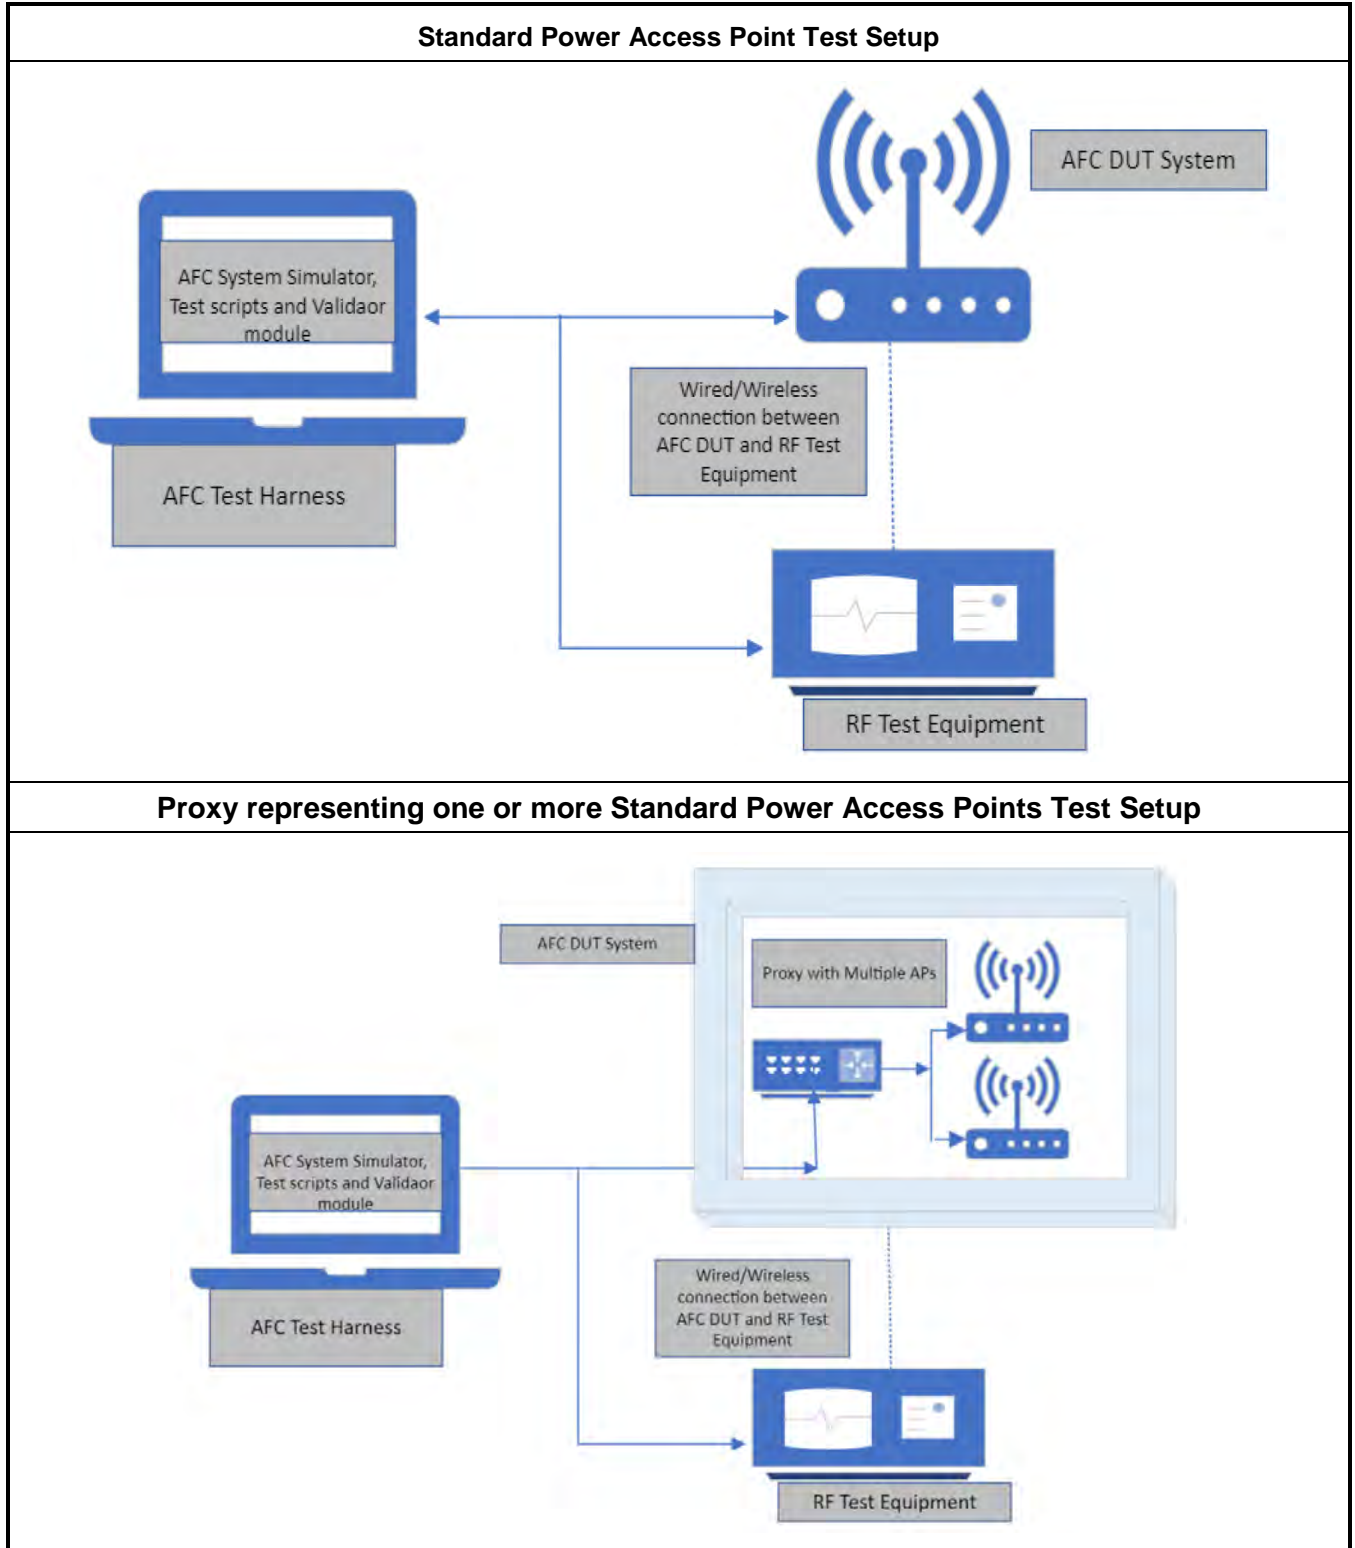 Standard Power Access Point Test Setup
AFC DUT System
AFC System Simulator,
Test scripts and Validaor
module
Wired/Wireless
connection between
AFC DUT and RF Test
Equipment
AFC Test Harness
RF Test Equipment
Proxy representing one or more Standard Power Access Points Test Setup
AFC DUT System
Proxy with Multiple APs
AFC System Simulator,
Test scripts and Validaor
module
Wired/Wireless
connection between
AFC DUT and RF Test
Equipment
AFC Test Harness
RF Test Equipment